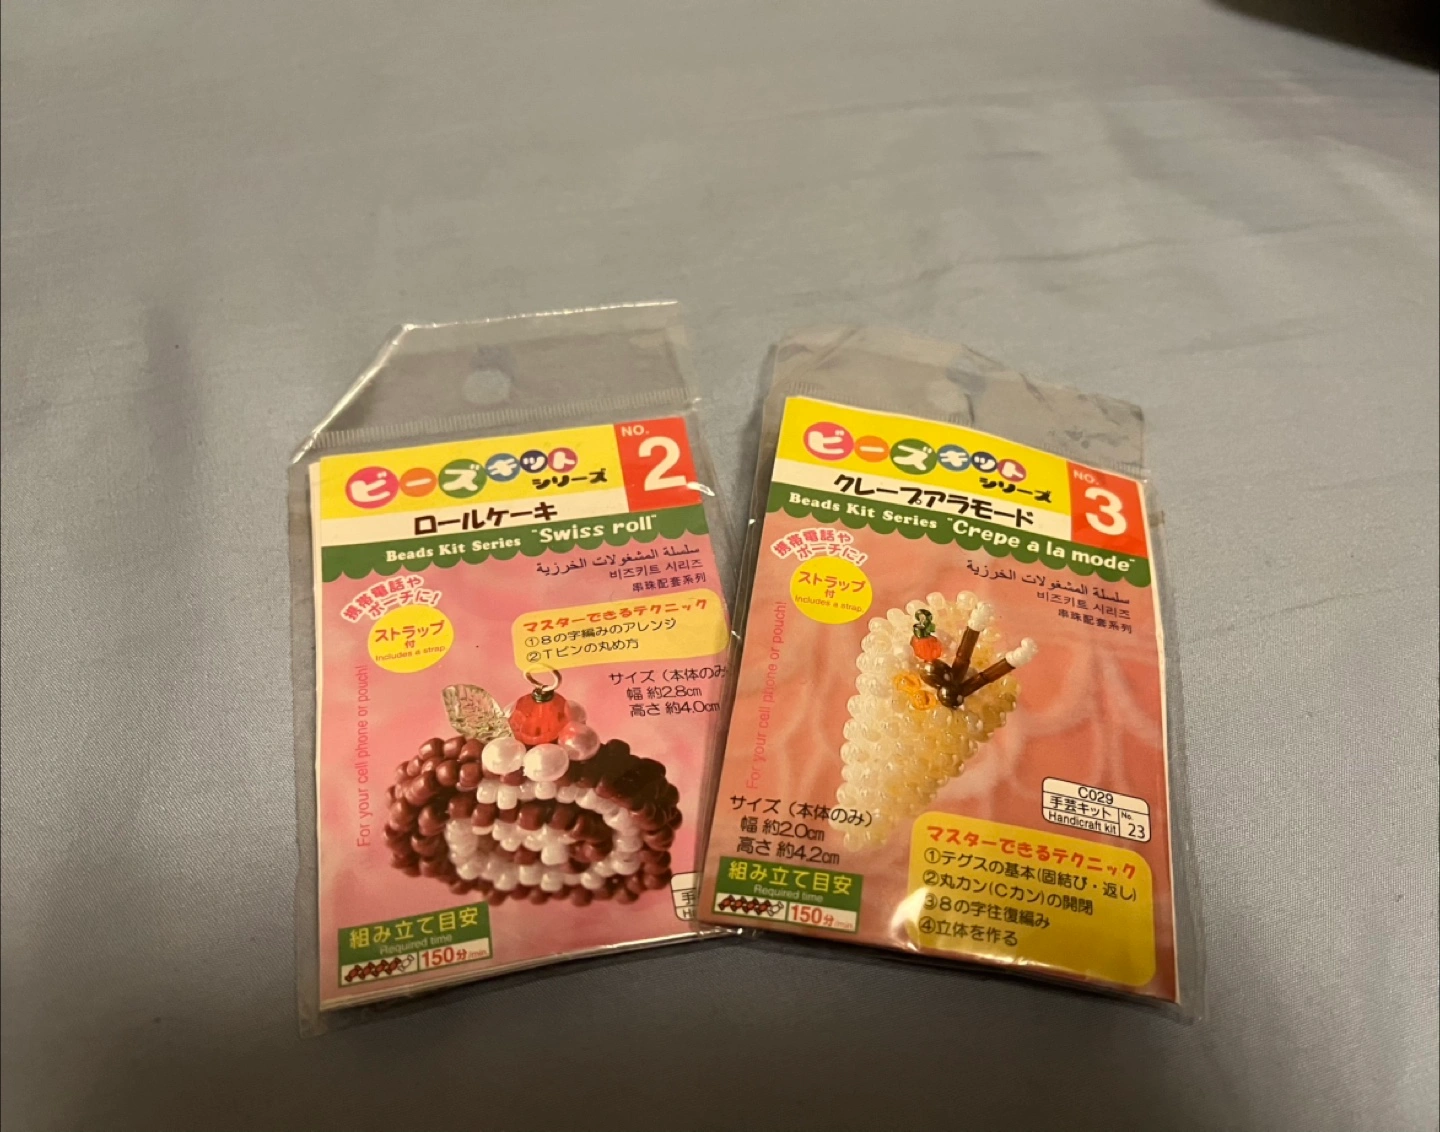 ビーズキット
シリーズ
NO.
2
ロールケーキ
Beads Kit Series "Swiss roll"
سلسلة المشغولات الخرزية
비즈키트 시리즈
串珠配套系列
携帯電話や
ポーチに!
ストラップ
付
Includes a strap.
マスターできるテクニック
①8の字編みのアレンジ
②Tピンの丸め方
サイズ(本体のみ
幅 約2.8cm
高さ 約4.0cm
For your cell phone or pouch!
手
組み立て目安
Required time
150分/min.
ビーズキット
シリーズ
NO.
3
クレープアラモード
Beads Kit Series "Crepe a la mode"
سلسلة المشغولات الخرزية
비즈키트 시리즈
串珠配套系列
携帯電話や
ポーチに!
ストラップ
付
Includes a strap.
For your cell phone or pouch!
サイズ(本体のみ)
幅 約2.0cm
高さ 約4.2cm
C029
手芸キット
Handicraft kit
No.
23
マスターできるテクニック
①テグスの基本(固結び・返し)
②丸カン(Cカン)の開閉
③8の字往復編み
④立体を作る
組み立て目安
Required time
150分/min.